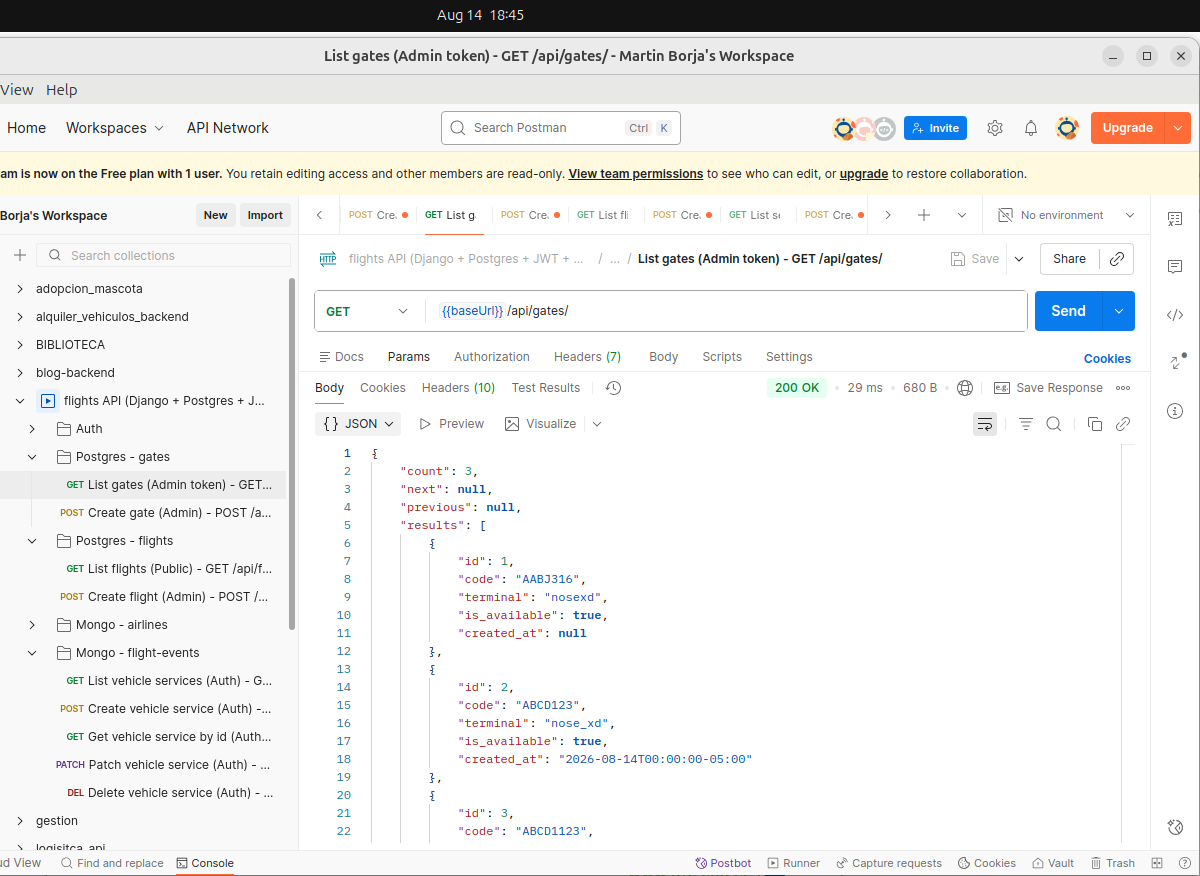 Aug 14 18:45
List gates (Admin token) - GET /api/gates/ - Martin Borja's Workspace
View Help
Home Workspaces API Network
Search Postman Ctrl K
Invite
Upgrade
am is now on the Free plan with 1 user. You retain editing access and other members are read-only. View team permissions to see who can edit, or upgrade to restore collaboration.
Borja's Workspace New Import
POST Cre. GET List g. POST Cre. GET List fli POST Cre. GET List se POST Cre.
No environment
Search collections
flights API (Django + Postgres + JWT + ... / ... / List gates (Admin token) - GET /api/gates/
Save Share
adopcion_mascota
alquiler_vehiculos_backend
BIBLIOTECA
blog-backend
flights API (Django + Postgres + J...
Auth
Postgres - gates
GET List gates (Admin token) - GET...
POST Create gate (Admin) - POST /a...
Postgres - flights
GET List flights (Public) - GET /api/f...
POST Create flight (Admin) - POST /...
Mongo - airlines
Mongo - flight-events
GET List vehicle services (Auth) - G...
POST Create vehicle service (Auth) -...
GET Get vehicle service by id (Auth...
PATCH Patch vehicle service (Auth) - ...
DEL Delete vehicle service (Auth) - ...
gestion
logisitca_api
HTTP
GET {{baseUrl}} /api/gates/
Send
Docs Params Authorization Headers (7) Body Scripts Settings
Cookies
Body Cookies Headers (10) Test Results
200 OK • 29 ms • 680 B • e.g. Save Response
{ } JSON Preview Visualize
1 {
2 "count": 3,
3 "next": null,
4 "previous": null,
5 "results": [
6 {
7 "id": 1,
8 "code": "AABJ316",
9 "terminal": "nosexd",
10 "is_available": true,
11 "created_at": null
12 },
13 {
14 "id": 2,
15 "code": "ABCD123",
16 "terminal": "nose_xd",
17 "is_available": true,
18 "created_at": "2026-08-14T00:00:00-05:00"
19 },
20 {
21 "id": 3,
22 "code": "ABCD1123",
ud View Find and replace Console
Postbot Runner Capture requests Cookies Vault Trash